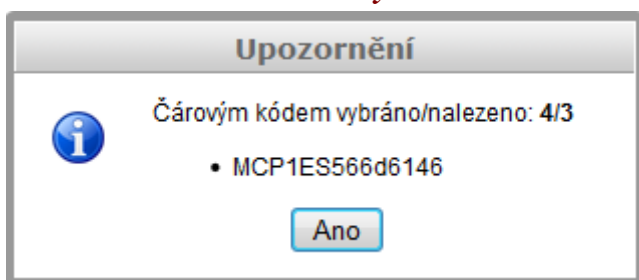 Upozornění
Čárovým kódem vybráno/nalezeno: 4/3
• MCP1ES566d6146
Ano